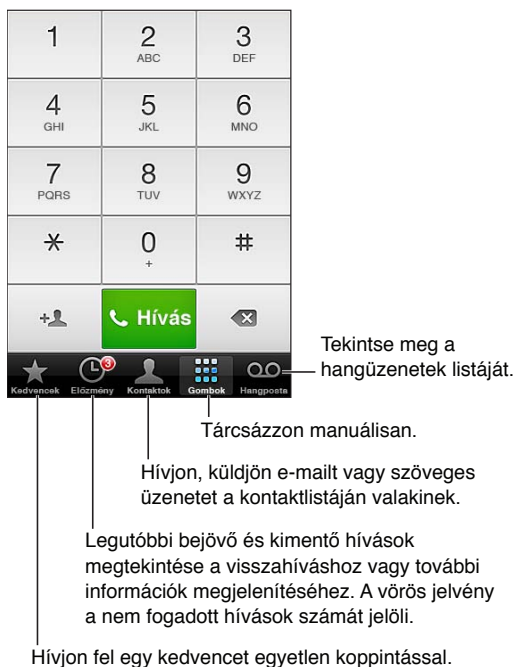 1
2
3
ABC
DEF
4
5
6
GHI
JKL
MNO
7
8
9
PQRS
TUV
WXYZ
*
0
#
+
+
Hívás
3
Kedvencek
Előzmény
Kontaktok
Gombok
Hangposta
Tekintse meg a
hangüzenetek listáját.
Tárcsázzon manuálisan.
Hívjon, küldjön e-mailt vagy szöveges
üzenetet a kontaktlistáján valakinek.
Legutóbbi bejövő és kimentő hívások
megtekintése a visszahíváshoz vagy további
információk megjelenítéséhez. A vörös jelvény
a nem fogadott hívások számát jelöli.
Hívjon fel egy kedvencet egyetlen koppintással.